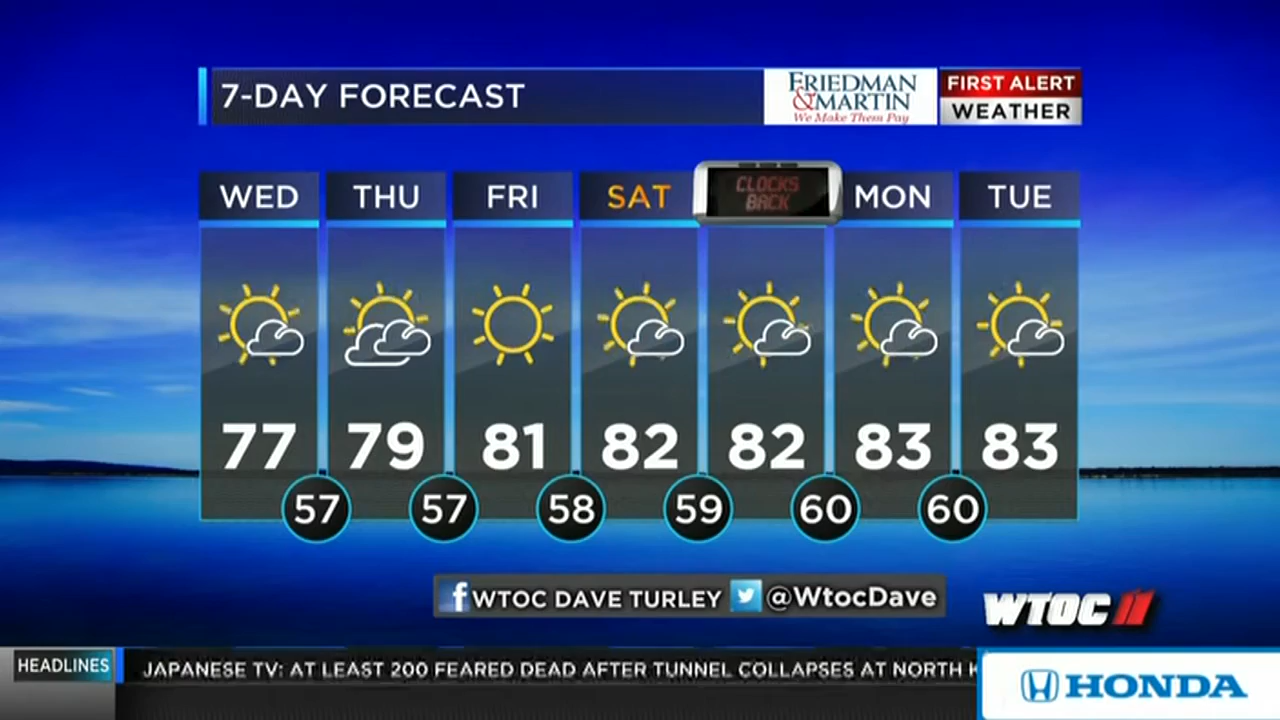 7-DAY FORECAST
FRIEDMAN
&MARTIN
We Make Them Pay
FIRST ALERT
WEATHER
WED
THU
FRI
SAT
CLOCKS
BACK
MON
TUE
77
79
81
82
82
83
83
57
57
58
59
60
60
f WTOC DAVE TURLEY @WtocDave
WTOC 11
HEADLINES
JAPANESE TV: AT LEAST 200 FEARED DEAD AFTER TUNNEL COLLAPSES AT NORTH
HONDA